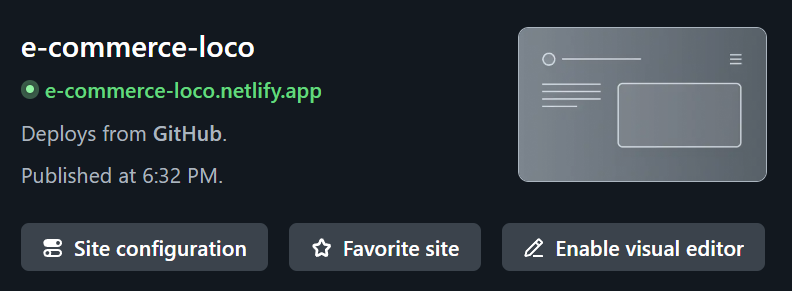 e-commerce-loco
e-commerce-loco.netlify.app
Deploys from GitHub.
Published at 6:32 PM.
Site configuration
Favorite site
Enable visual editor